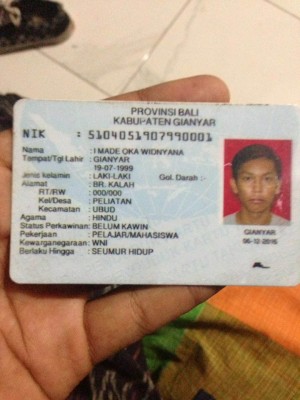 PROVINSI BALI
KABUPATEN GIANYAR
NIK : 5104051907990001
Nama : I MADE OKA WIDNYANA
Tempat/Tgl Lahir : GIANYAR
19-07-1999
Jenis kelamin : LAKI-LAKI Gol. Darah :-
Alamat : BR. KALAH
RT/RW : 000/000
Kel/Desa : PELIATAN
Kecamatan : UBUD
Agama : HINDU
Status Perkawinan: BELUM KAWIN
Pekerjaan : PELAJAR/MAHASISWA
Kewarganegaraan: WNI
Berlaku Hingga : SEUMUR HIDUP
GIANYAR
06-12-2016